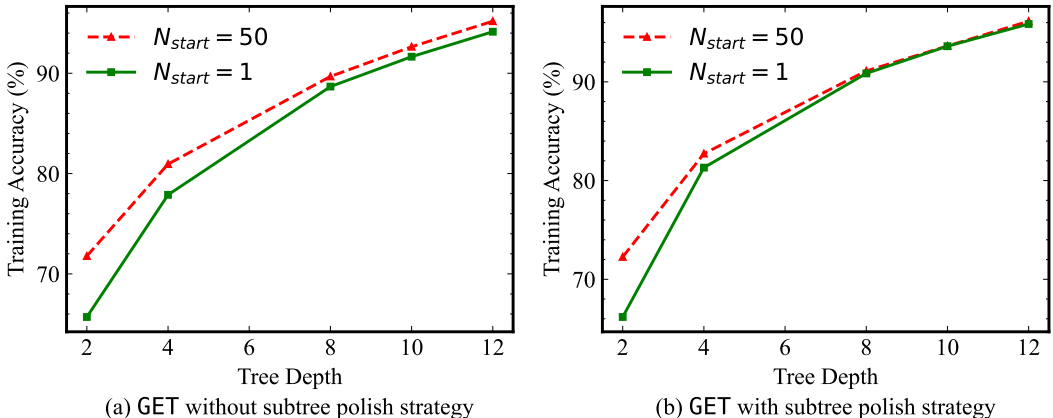 N_start = 50
N_start = 1
90
80
70
Training Accuracy (%)
2 4 6 8 10 12
Tree Depth
(a) GET without subtree polish strategy
N_start = 50
N_start = 1
90
80
70
Training Accuracy (%)
2 4 6 8 10 12
Tree Depth
(b) GET with subtree polish strategy